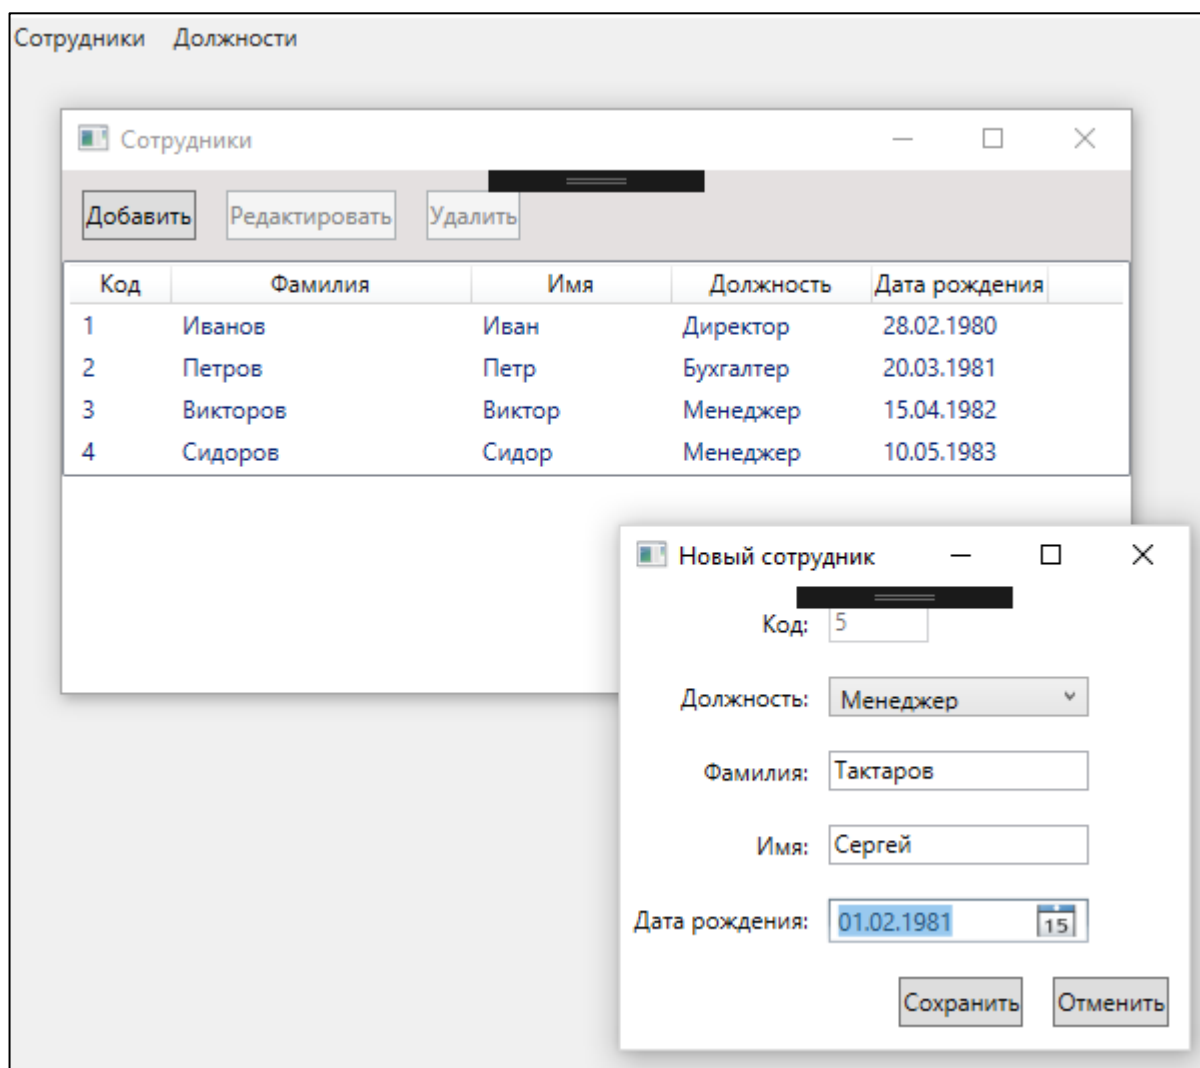 Сотрудники Должности
Сотрудники
Добавить Редактировать Удалить
Код Фамилия Имя Должность Дата рождения
1 Иванов Иван Директор 28.02.1980
2 Петров Петр Бухгалтер 20.03.1981
3 Викторов Виктор Менеджер 15.04.1982
4 Сидоров Сидор Менеджер 10.05.1983
Новый сотрудник
Код: 5
Должность: Менеджер
Фамилия: Тактаров
Имя: Сергей
Дата рождения: 01.02.1981 15
Сохранить Отменить